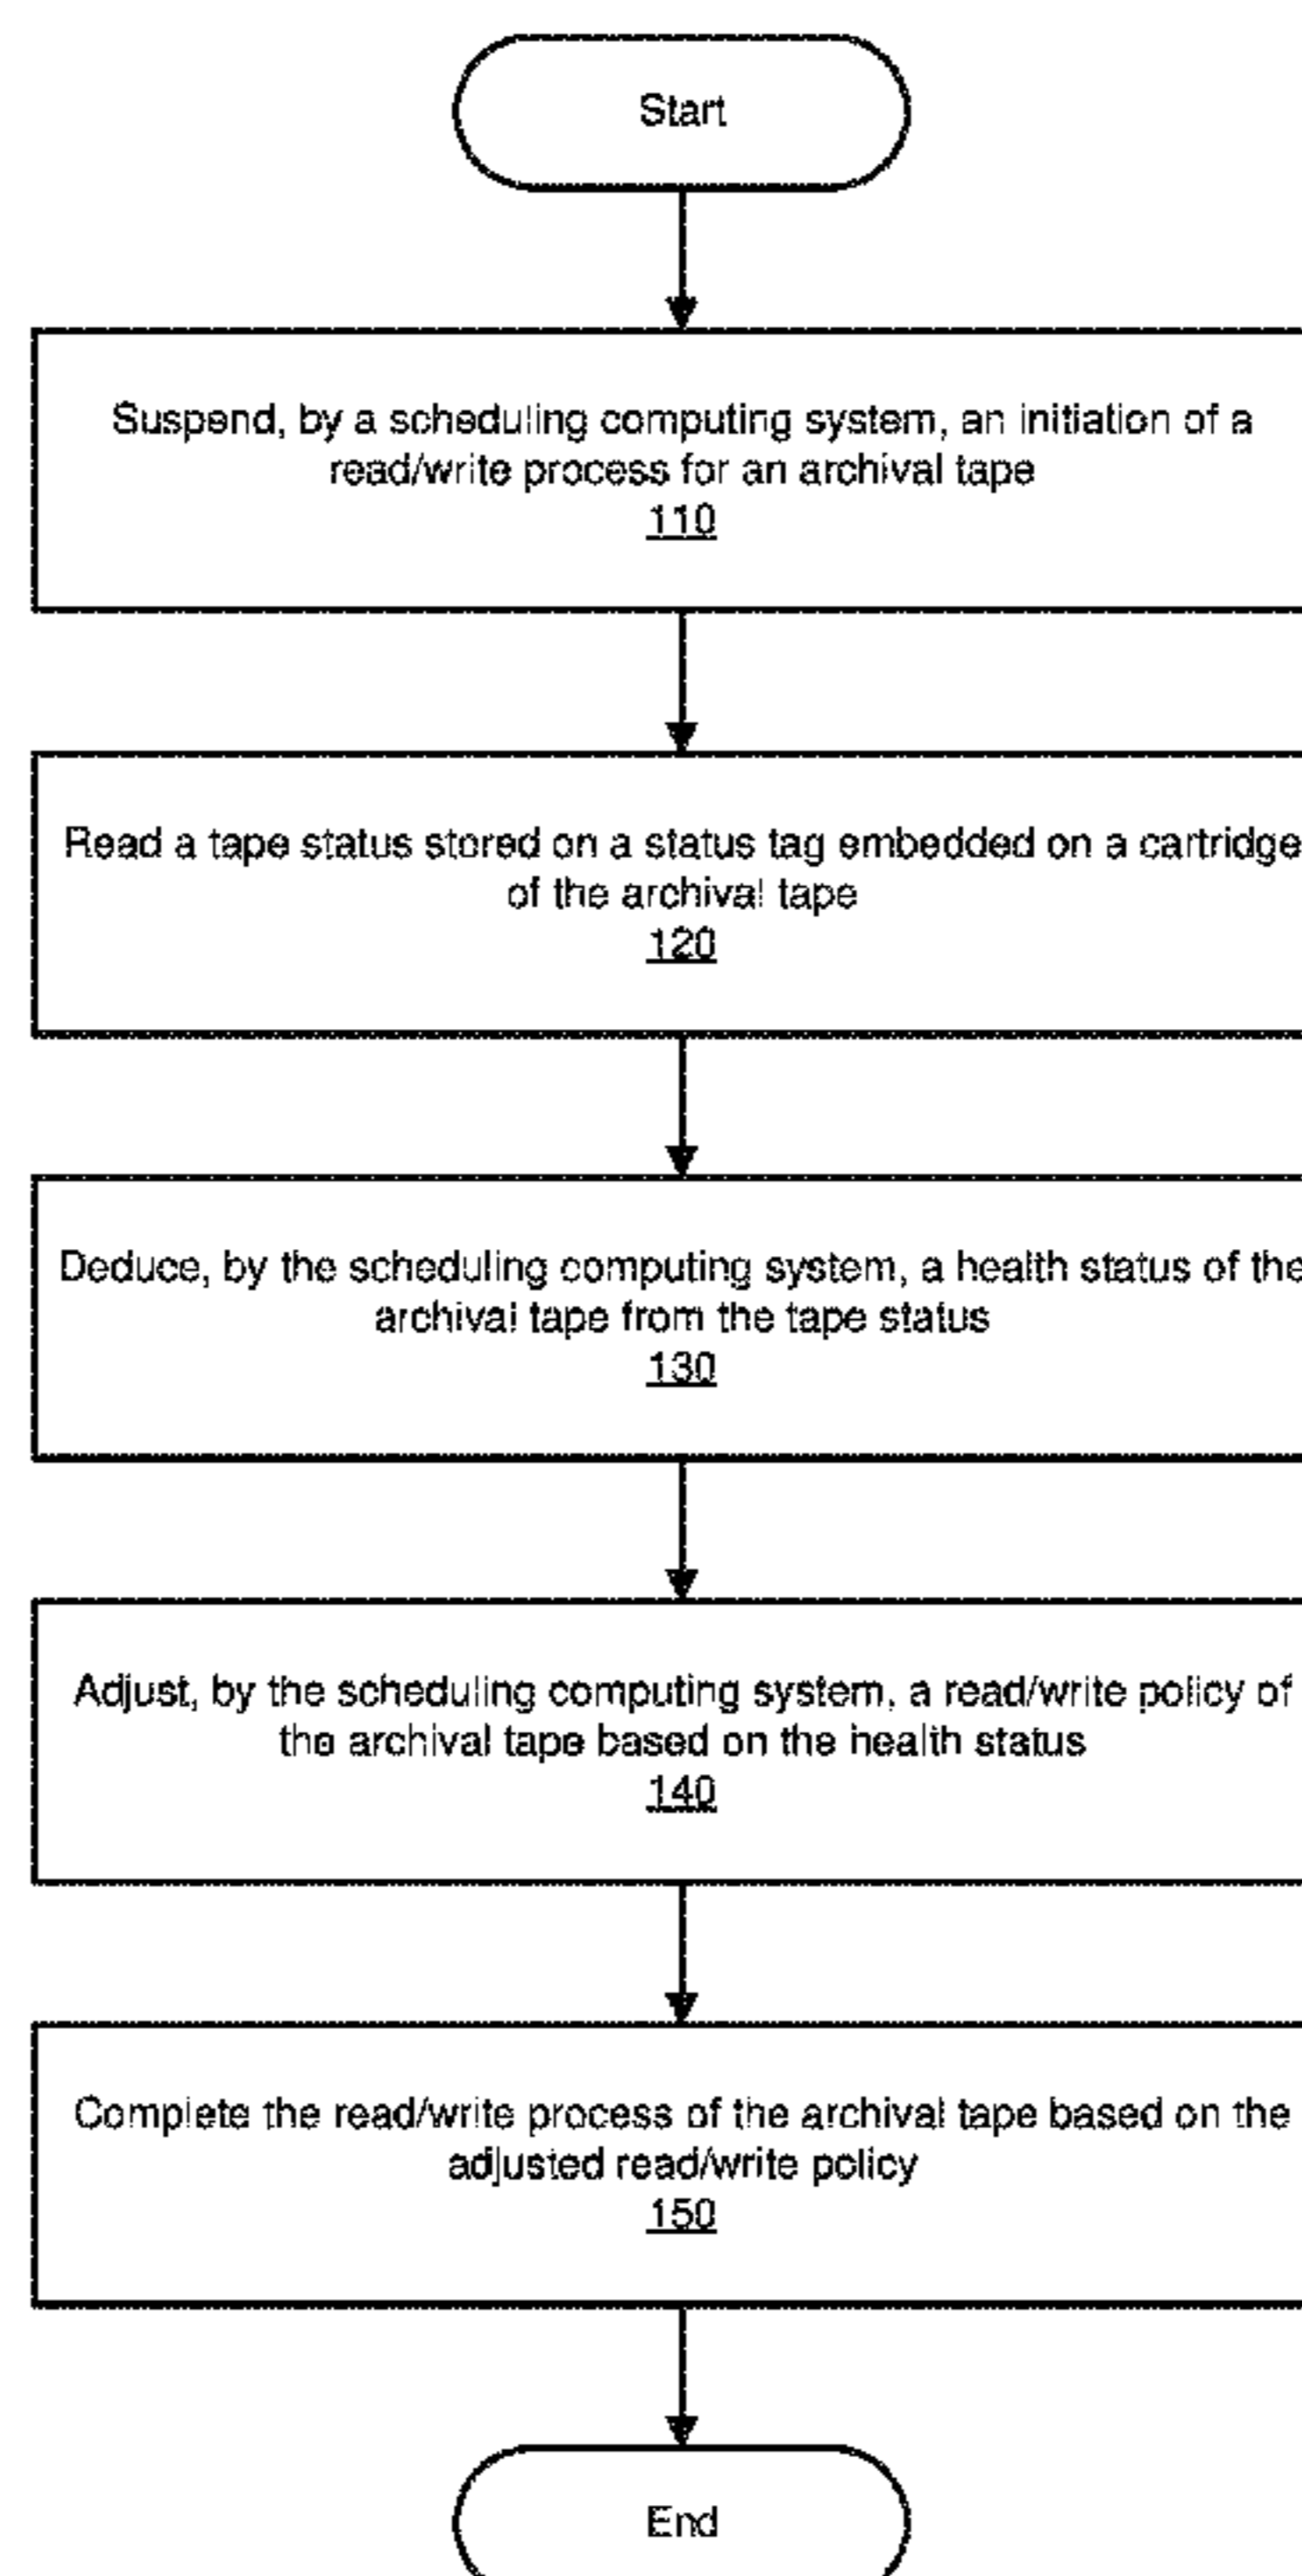 Start
Suspend, by a scheduling computing system, an initiation of a
read/write process for an archival tape
110
Read a tape status stored on a status tag embedded on a cartridge
of the archival tape
120
Deduce, by the scheduling computing system, a health status of the
archival tape from the tape status
130
Adjust, by the scheduling computing system, a read/write policy of
the archival tape based on the health status
140
Complete the read/write process of the archival tape based on the
adjusted read/write policy
150
End